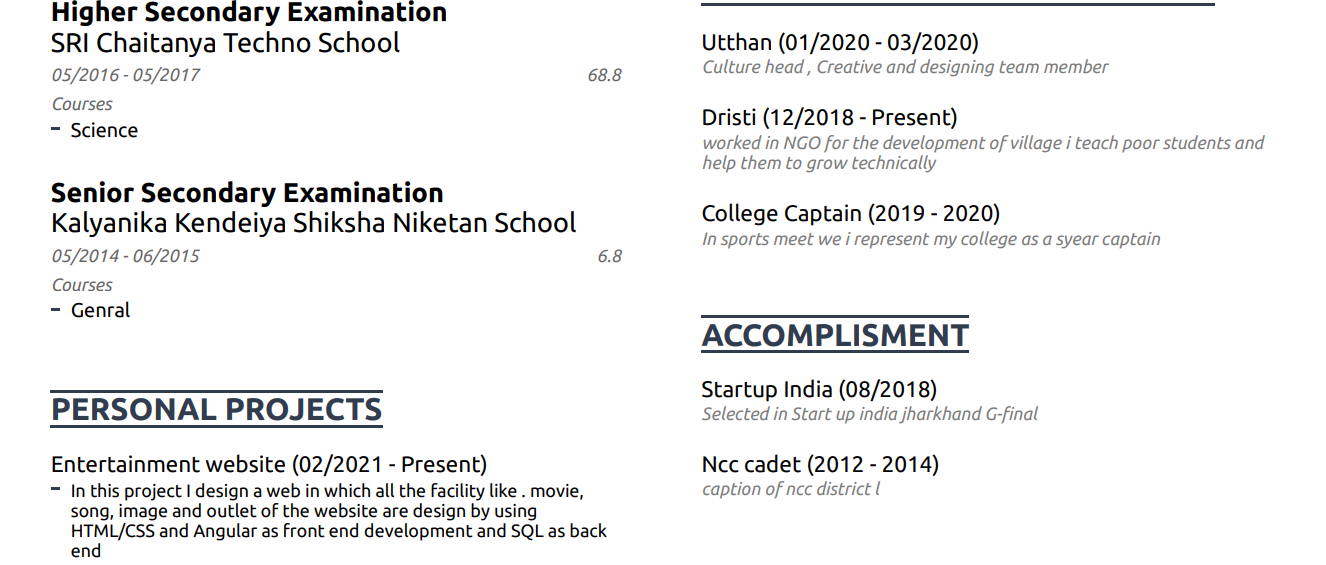 Higher Secondary Examination
SRI Chaitanya Techno School
05/2016 - 05/2017 68.8
Courses
Science
Senior Secondary Examination
Kalyanika Kendeiya Shiksha Niketan School
05/2014 - 06/2015 6.8
Courses
Genral
PERSONAL PROJECTS
Entertainment website (02/2021 - Present)
In this project I design a web in which all the facility like . movie,
song, image and outlet of the website are design by using
HTML/CSS and Angular as front end development and SQL as back
end
Utthan (01/2020 - 03/2020)
Culture head , Creative and designing team member
Dristi (12/2018 - Present)
worked in NGO for the development of village i teach poor students and
help them to grow technically
College Captain (2019 - 2020)
In sports meet we i represent my college as a syear captain
ACCOMPLISMENT
Startup India (08/2018)
Selected in Start up india jharkhand G-final
Ncc cadet (2012 - 2014)
caption of ncc district l